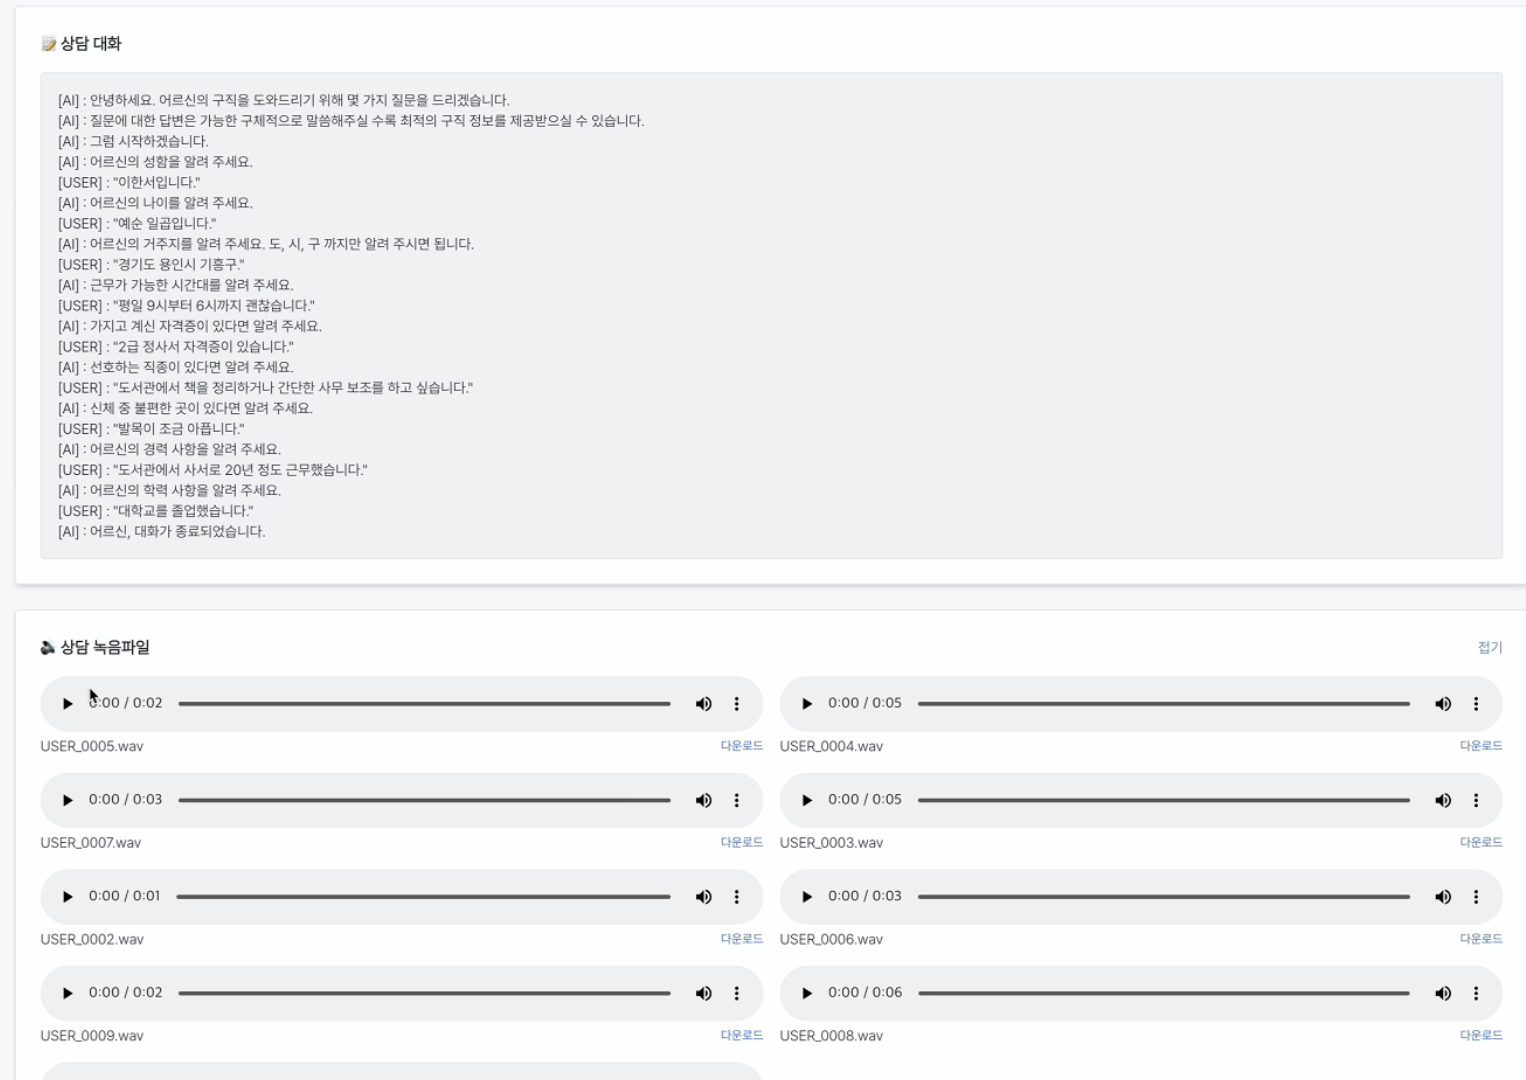 상담 대화
[AI] : 안녕하세요. 어르신의 구직을 도와드리기 위해 몇 가지 질문을 드리겠습니다.
[AI] : 질문에 대한 답변은 가능한 구체적으로 말씀해주실 수록 최적의 구직 정보를 제공받으실 수 있습니다.
[AI] : 그럼 시작하겠습니다.
[AI] : 어르신의 성함을 알려 주세요.
[USER] : "이한서입니다."
[AI] : 어르신의 나이를 알려 주세요.
[USER] : "예순 일곱입니다."
[AI] : 어르신의 거주지를 알려 주세요. 도, 시, 구 까지만 알려 주시면 됩니다.
[USER] : "경기도 용인시 기흥구."
[AI] : 근무가 가능한 시간대를 알려 주세요.
[USER] : "평일 9시부터 6시까지 괜찮습니다."
[AI] : 가지고 계신 자격증이 있다면 알려 주세요.
[USER] : "2급 정사서 자격증이 있습니다."
[AI] : 선호하는 직종이 있다면 알려 주세요.
[USER] : "도서관에서 책을 정리하거나 간단한 사무 보조를 하고 싶습니다."
[AI] : 신체 중 불편한 곳이 있다면 알려 주세요.
[USER] : "발목이 조금 아픕니다."
[AI] : 어르신의 경력 사항을 알려 주세요.
[USER] : "도서관에서 사서로 20년 정도 근무했습니다."
[AI] : 어르신의 학력 사항을 알려 주세요.
[USER] : "대학교를 졸업했습니다."
[AI] : 어르신, 대화가 종료되었습니다.
상담 녹음파일 접기
0:00 / 0:02 0:00 / 0:05
USER_0005.wav 다운로드 USER_0004.wav 다운로드
0:00 / 0:03 0:00 / 0:05
USER_0007.wav 다운로드 USER_0003.wav 다운로드
0:00 / 0:01 0:00 / 0:03
USER_0002.wav 다운로드 USER_0006.wav 다운로드
0:00 / 0:02 0:00 / 0:06
USER_0009.wav 다운로드 USER_0008.wav 다운로드